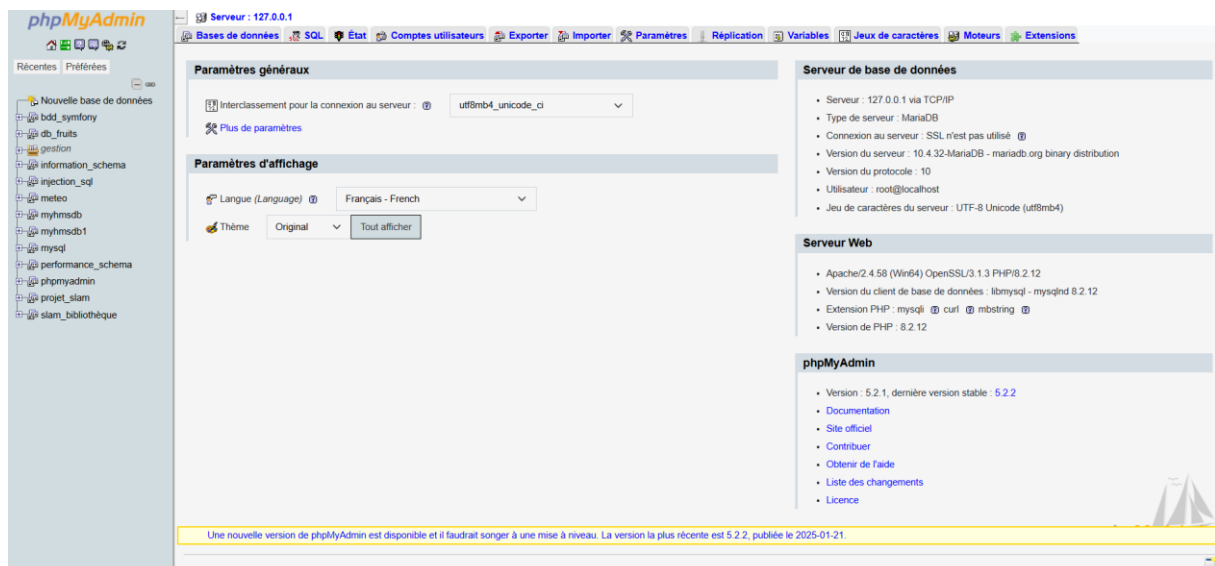 phpMyAdmin
Récentes Préférées
Nouvelle base de données
bdd_symfony
db_fruits
gestion
information_schema
injection_sql
meteo
myhmsdb
myhmsdb1
mysql
performance_schema
phpmyadmin
projet_slam
slam_bibliothèque
Serveur : 127.0.0.1
Bases de données SQL État Comptes utilisateurs Exporter Importer Paramètres Réplication Variables Jeux de caractères Moteurs Extensions
Paramètres généraux
Interclassement pour la connexion au serveur : utf8mb4_unicode_ci
Plus de paramètres
Paramètres d'affichage
Langue (Language) Français - French
Thème Original Tout afficher
Serveur de base de données
Serveur : 127.0.0.1 via TCP/IP
Type de serveur : MariaDB
Connexion au serveur : SSL n'est pas utilisé
Version du serveur : 10.4.32-MariaDB - mariadb.org binary distribution
Version du protocole : 10
Utilisateur : root@localhost
Jeu de caractères du serveur : UTF-8 Unicode (utf8mb4)
Serveur Web
Apache/2.4.58 (Win64) OpenSSL/3.1.3 PHP/8.2.12
Version du client de base de données : libmysql - mysqlnd 8.2.12
Extension PHP : mysqli curl mbstring
Version de PHP : 8.2.12
phpMyAdmin
Version : 5.2.1, dernière version stable : 5.2.2
Documentation
Site officiel
Contribuer
Obtenir de l'aide
Liste des changements
Licence
Une nouvelle version de phpMyAdmin est disponible et il faudrait songer à une mise à niveau. La version la plus récente est 5.2.2, publiée le 2025-01-21.